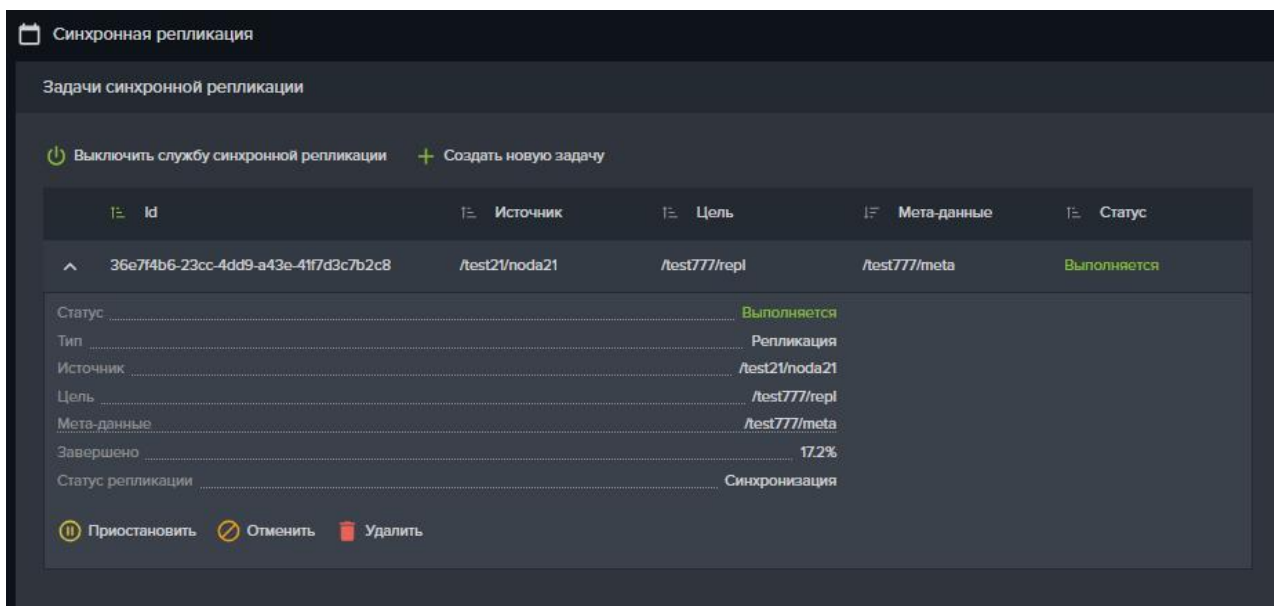 Синхронная репликация
Задачи синхронной репликации
Выключить службу синхронной репликации Создать новую задачу
Id Источник Цель Мета-данные Статус
36e7f4b6-23cc-4dd9-a43e-41f7d3c7b2c8 /test21/noda21 /test777/repl /test777/meta Выполняется
Статус Выполняется
Тип Репликация
Источник /test21/noda21
Цель /test777/repl
Мета-данные /test777/meta
Завершено 17.2%
Статус репликации Синхронизация
Приостановить Отменить Удалить